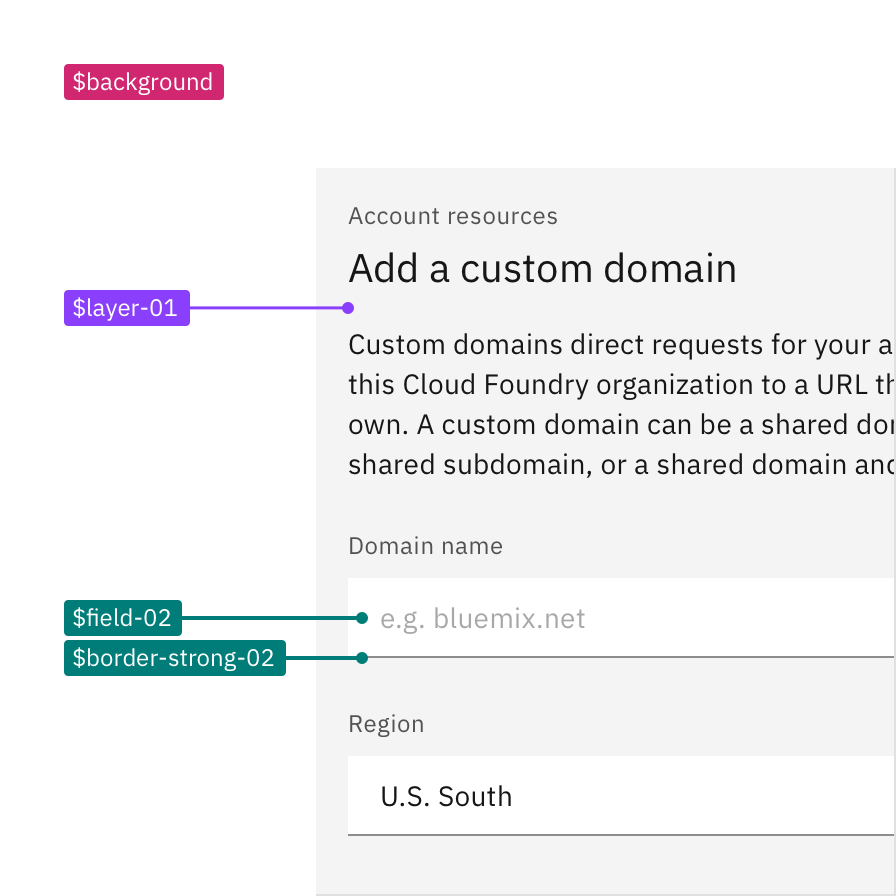 $background
Account resources
Add a custom domain
$layer-01
Custom domains direct requests for your a
this Cloud Foundry organization to a URL th
own. A custom domain can be a shared
shared subdomain, or a shared domain and
Domain name
$field-02
e.g. bluemix.net
$border-strong-02
Region
U.S. South